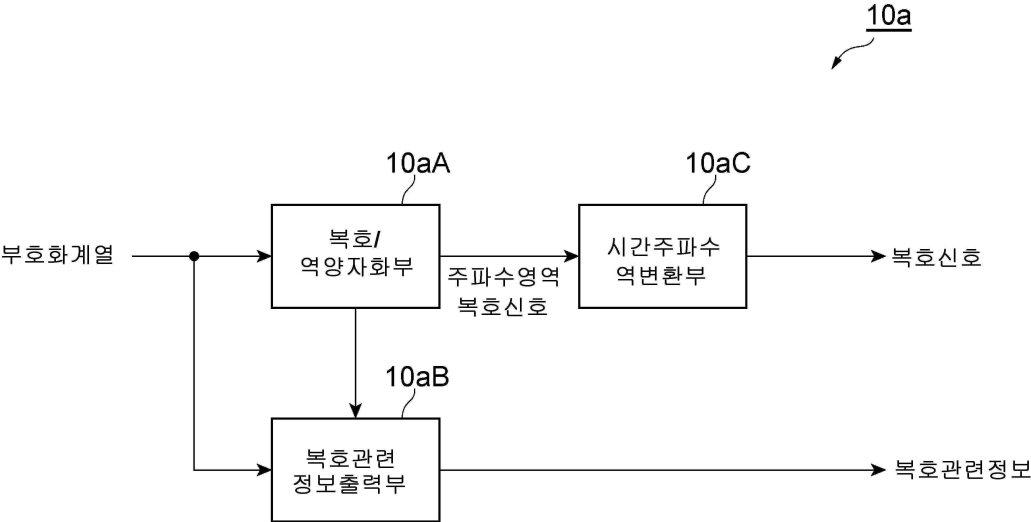 10a
10aA
10aC
부호화계열
복호/
역양자화부
주파수영역
복호신호
시간주파수
역변환부
복호신호
10aB
복호관련
정보출력부
복호관련정보